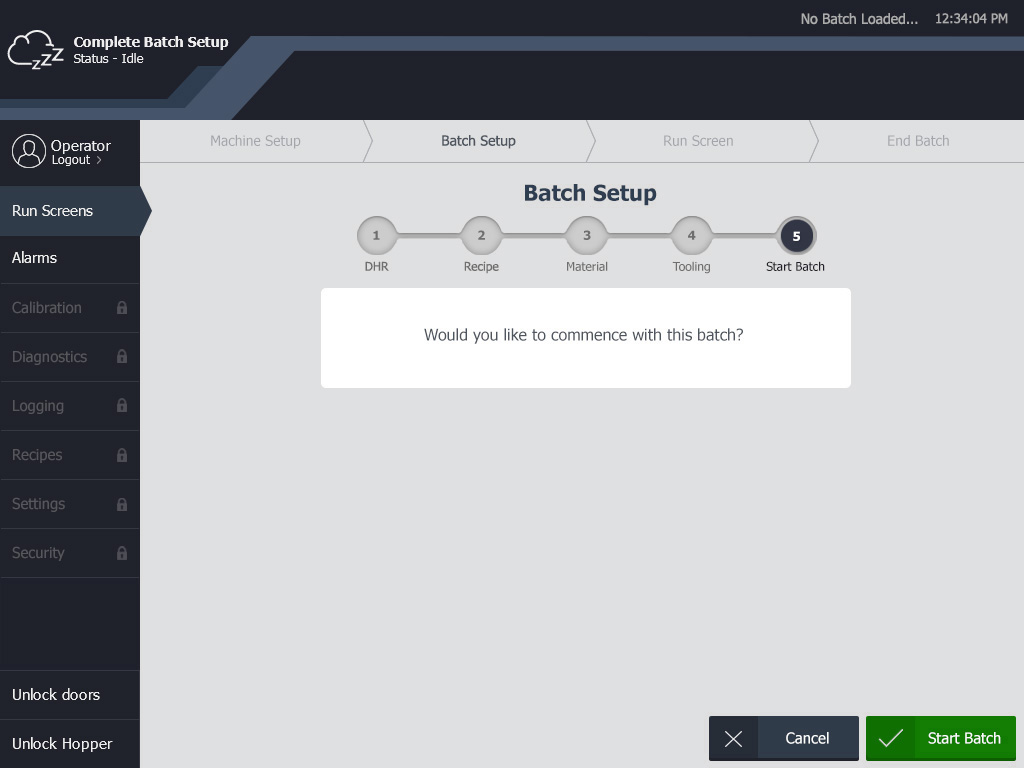 No Batch Loaded... 12:34:04 PM
Complete Batch Setup
Status - Idle
zzZ
Operator
Logout >
Machine Setup
Batch Setup
Run Screen
End Batch
Run Screens
Alarms
Calibration
Diagnostics
Logging
Recipes
Settings
Security
Unlock doors
Unlock Hopper
Batch Setup
1 2 3 4 5
DHR Recipe Material Tooling Start Batch
Would you like to commence with this batch?
Cancel
Start Batch